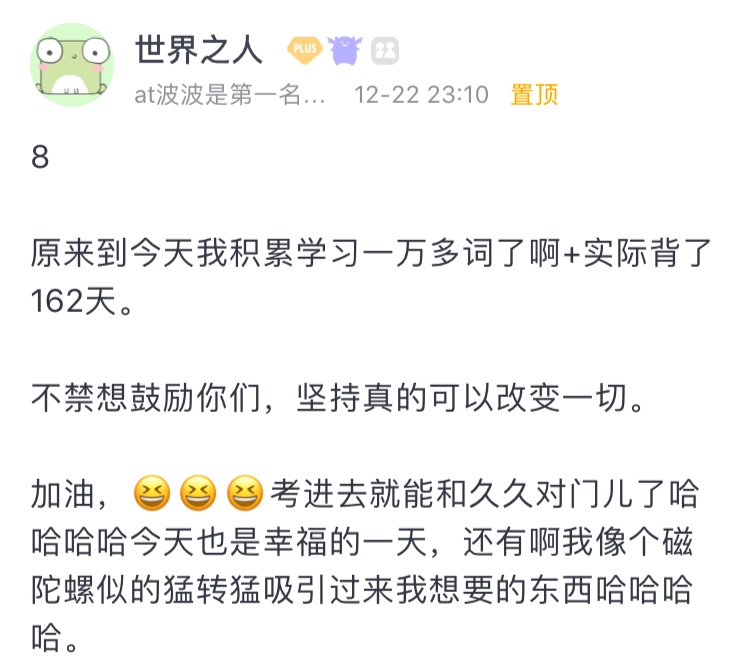 世界之人 PLUS
at波波是第一名... 12-22 23:10 置顶
8
原来到今天我积累学习一万多词了啊+实际背了
162天。
不禁想鼓励你们，坚持真的可以改变一切。
加油，😆😆😆考进去就能和久久对门儿了哈
哈哈哈哈今天也是幸福的一天，还有啊我像个磁
陀螺似的猛转猛吸引过来我想要的东西哈哈哈
哈。